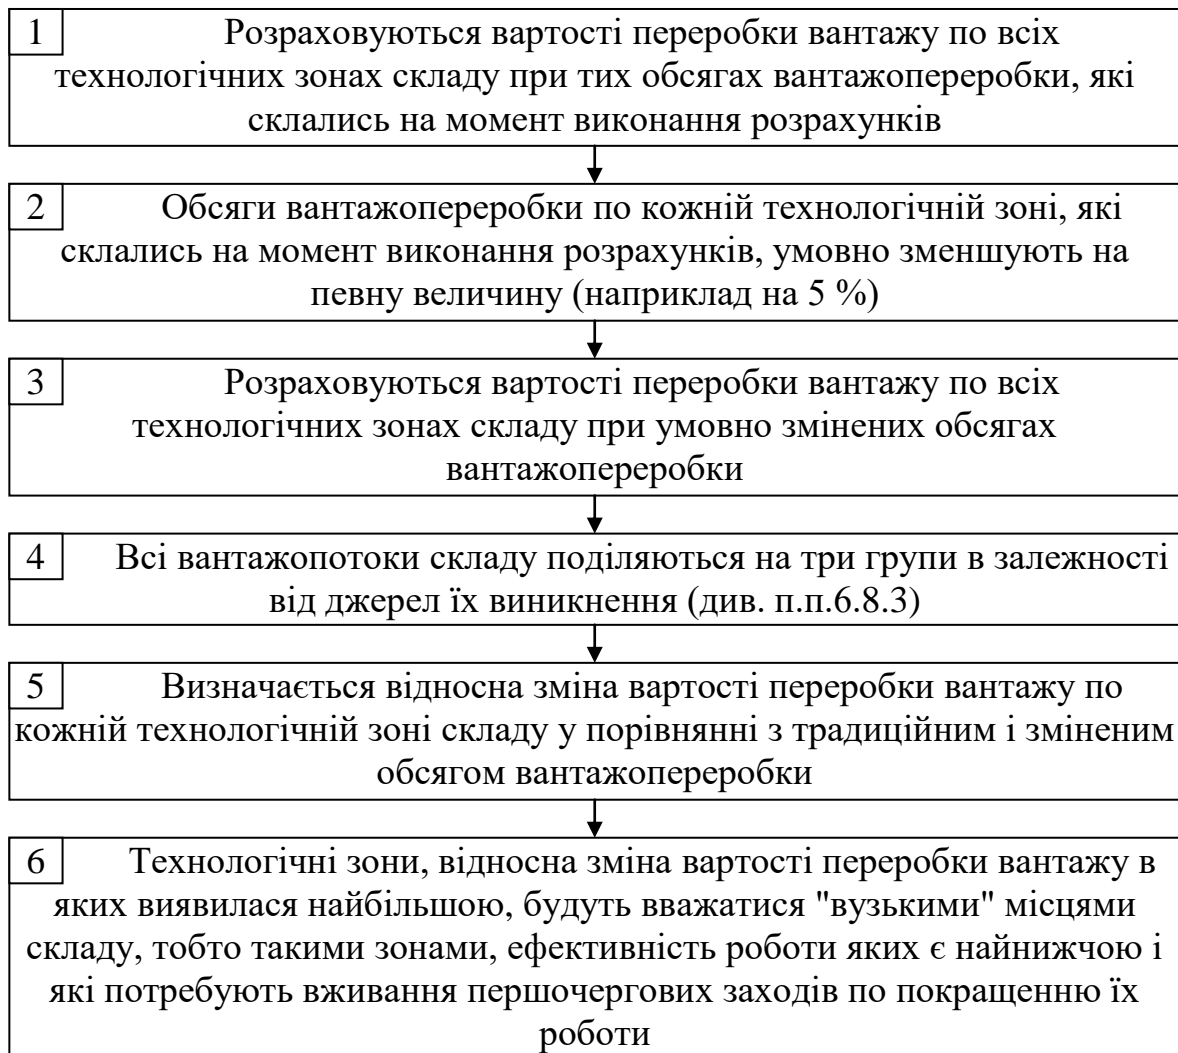 1 Розраховуються вартості переробки вантажу по всіх
технологічних зонах складу при тих обсягах вантажопереробки, які
склались на момент виконання розрахунків
2 Обсяги вантажопереробки по кожній технологічній зоні, які
склались на момент виконання розрахунків, умовно зменшують на
певну величину (наприклад на 5 %)
3 Розраховуються вартості переробки вантажу по всіх
технологічних зонах складу при умовно змінених обсягах
вантажопереробки
4 Всі вантажопотоки складу поділяються на три групи в залежності
від джерел їх виникнення (див. п.п.6.8.3)
5 Визначається відносна зміна вартості переробки вантажу по
кожній технологічній зоні складу у порівнянні з традиційним і зміненим
обсягом вантажопереробки
6 Технологічні зони, відносна зміна вартості переробки вантажу в
яких виявилася найбільшою, будуть вважатися "вузькими" місцями
складу, тобто такими зонами, ефективність роботи яких є найнижчою і
які потребують вживання першочергових заходів по покращенню їх
роботи